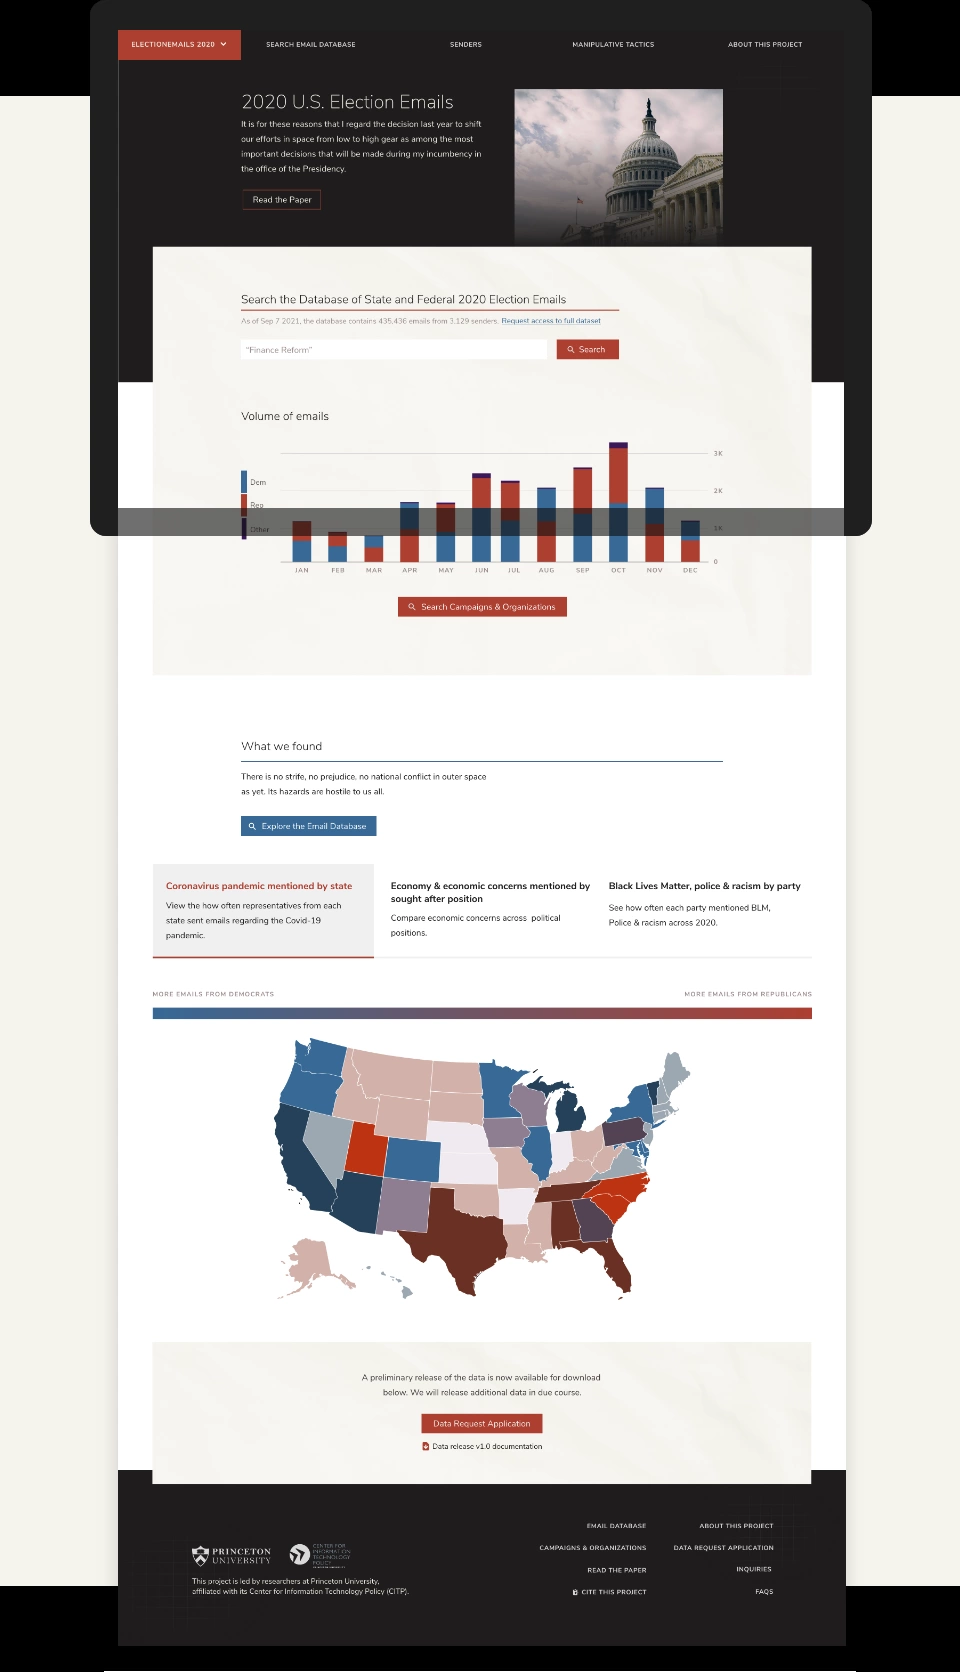 ELECTIONEMAILS 2020
SEARCH EMAIL DATABASE
SENDERS
MANIPULATIVE TACTICS
ABOUT THIS PROJECT
2020 U.S. Election Emails
It is for these reasons that I regard the decision last year to shift
our efforts in space from low to high gear as among the most
important decisions that will be made during my incumbency in
the office of the Presidency.
Read the Paper
Search the Database of State and Federal 2020 Election Emails
As of Sep 7 2021, the database contains 435,436 emails from 3,129 senders. Request access to full dataset
"Finance Reform"
Search
Volume of emails
3K
Dem
2K
Rep
Other
1K
0
JAN FEB MAR APR MAY JUN JUL AUG SEP OCT NOV DEC
Search Campaigns & Organizations
What we found
There is no strife, no prejudice, no national conflict in outer space
as yet. Its hazards are hostile to us all.
Explore the Email Database
Coronavirus pandemic mentioned by state
View the how often representatives from each
state sent emails regarding the Covid-19
pandemic.
Economy & economic concerns mentioned by
sought after position
Compare economic concerns across political
positions.
Black Lives Matter, police & racism by party
See how often each party mentioned BLM,
Police & racism across 2020.
MORE EMAILS FROM DEMOCRATS
MORE EMAILS FROM REPUBLICANS
A preliminary release of the data is now available for download
below. We will release additional data in due course.
Data Request Application
Data release v1.0 documentation
PRINCETON
UNIVERSITY
CENTER FOR
INFORMATION
TECHNOLOGY
POLICY
This project is led by researchers at Princeton University,
affiliated with its Center for Information Technology Policy (CITP).
EMAIL DATABASE
CAMPAIGNS & ORGANIZATIONS
READ THE PAPER
CITE THIS PROJECT
ABOUT THIS PROJECT
DATA REQUEST APPLICATION
INQUIRIES
FAQS